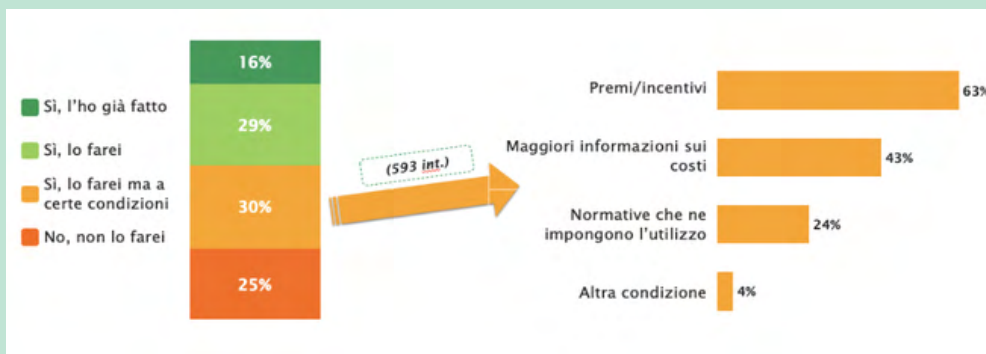 16%
29%
30%
25%
Sì, l'ho già fatto
Sì, lo farei
Sì, lo farei ma a
certe condizioni
No, non lo farei
(593 int.)
Premi/incentivi
63%
Maggiori informazioni sui
costi
43%
Normative che ne
impongono l'utilizzo
24%
Altra condizione
4%